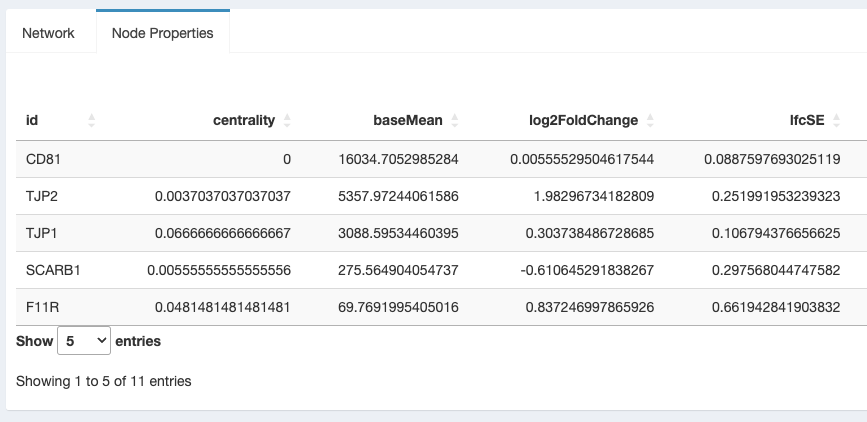 Network Node Properties
id centrality baseMean log2FoldChange lfcSE
CD81 0 16034.7052985284 0.00555529504617544 0.0887597693025119
TJP2 0.0037037037037037 5357.97244061586 1.98296734182809 0.251991953239323
TJP1 0.0666666666666667 3088.59534460395 0.303738486728685 0.106794376656625
SCARB1 0.00555555555555556 275.564904054737 -0.610645291838267 0.297568044747582
F11R 0.0481481481481481 69.7691995405016 0.837246997865926 0.661942841903832
Show 5 entries
Showing 1 to 5 of 11 entries